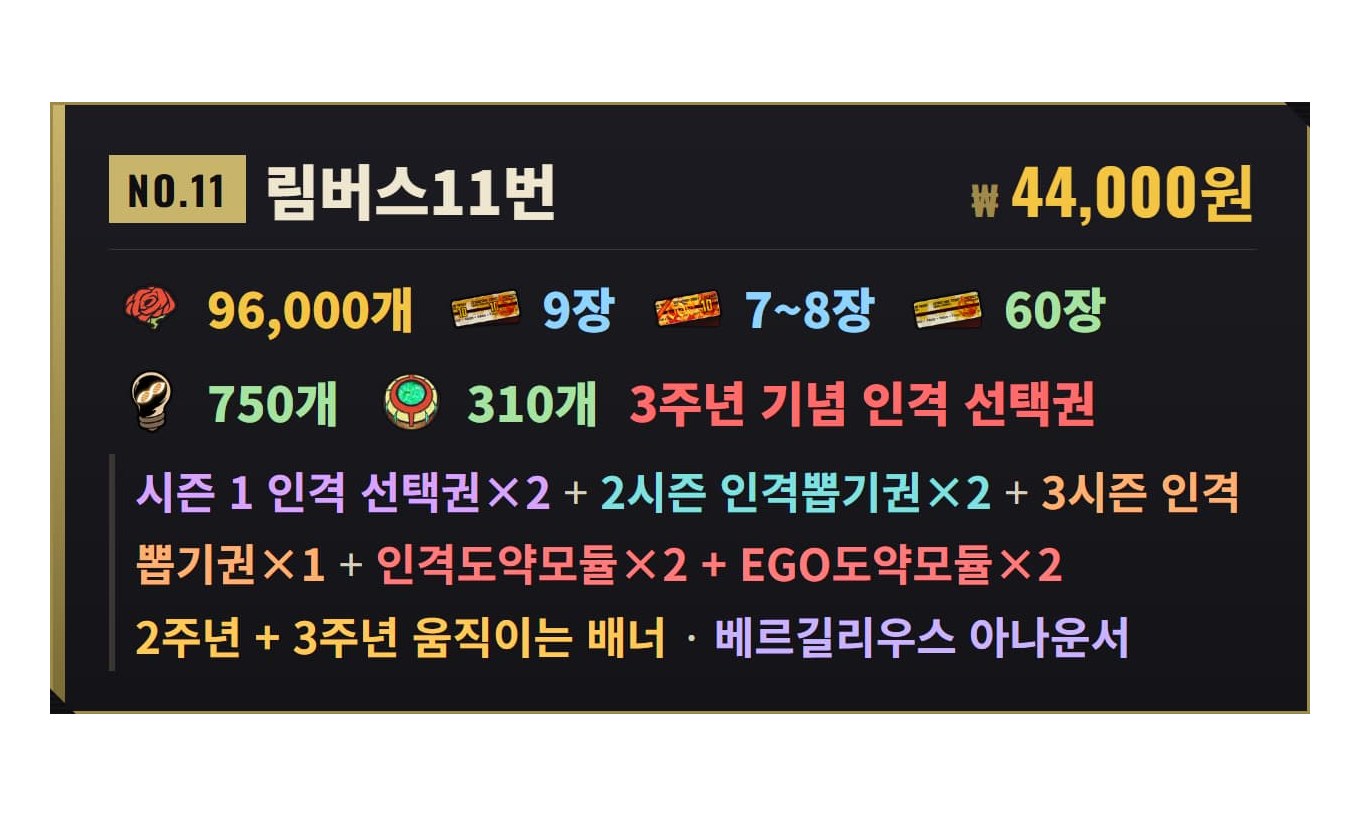 NO.11 림버스11번 ₩ 44,000원
96,000개 9장 7~8장 60장
750개 310개 3주년 기념 인격 선택권
시즌 1 인격 선택권×2 + 2시즌 인격뽑기권×2 + 3시즌 인격
뽑기권×1 + 인격도약모듈×2 + EGO도약모듈×2
2주년 + 3주년 움직이는 배너 · 베르길리우스 아나운서